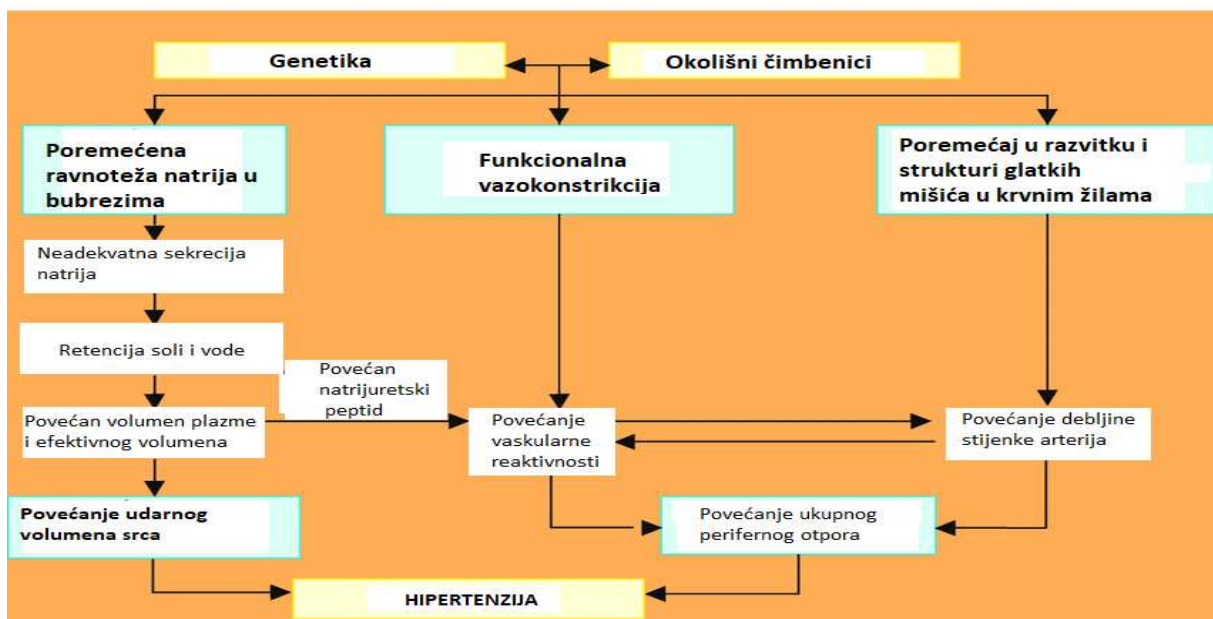 Genetika
Okolišni čimbenici
Poremećena
ravnoteža natrija u
bubrezima
Funkcionalna
vazokonstrikcija
Poremećaj u razvitku i
strukturi glatkih
mišića u krvnim žilama
Neadekvatna sekrecija
natrija
Retencija soli i vode
Povećan
natrijuretski
peptid
Povećan volumen plazme
i efektivnog volumena
Povećanje
vaskularne
reaktivnosti
Povećanje debljine
stijenke arterija
Povećanje udarnog
volumena srca
Povećanje ukupnog
perifernog otpora
HIPERTENZIJA